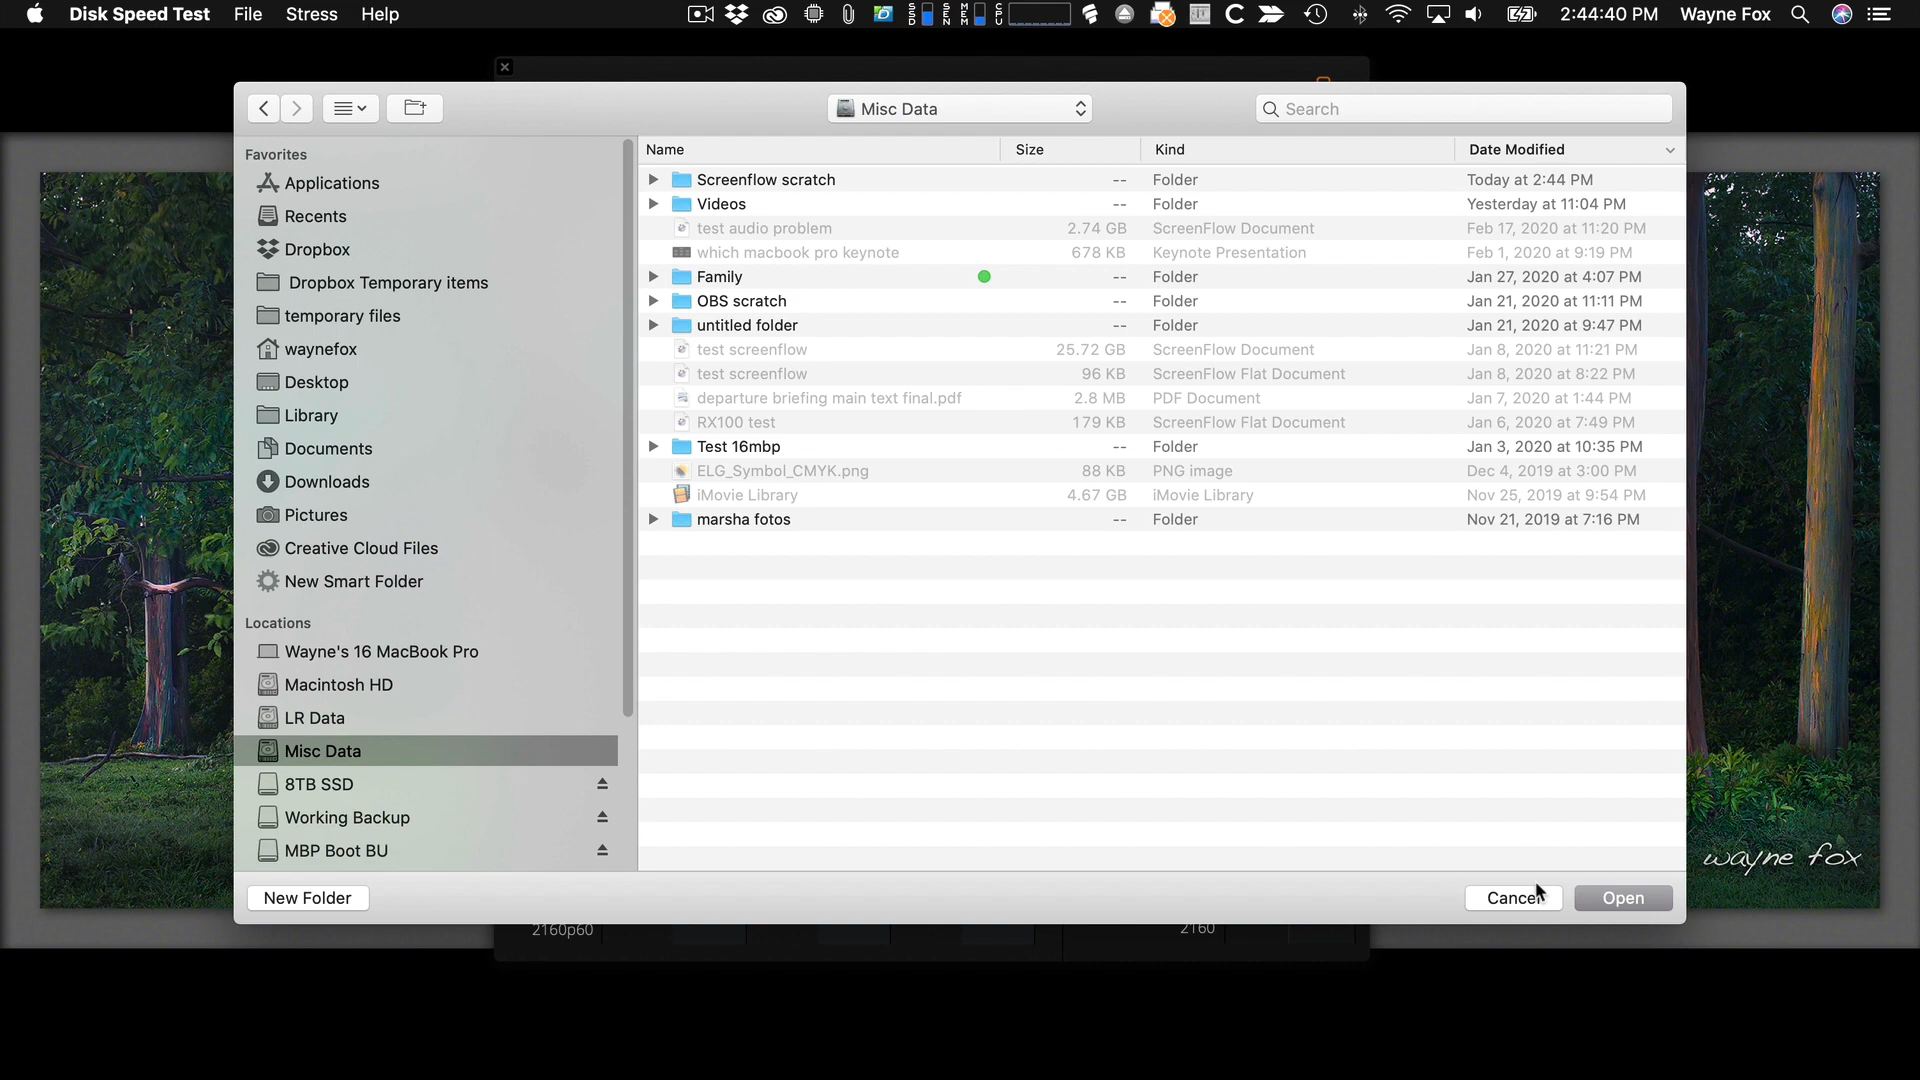 Disk Speed Test File Stress Help SSD SEN MEM CPU 2:44:40 PM Wayne Fox
Misc Data
Search
Favorites
Applications
Recents
Dropbox
Dropbox Temporary items
temporary files
waynefox
Desktop
Library
Documents
Downloads
Pictures
Creative Cloud Files
New Smart Folder
Locations
Wayne's 16 MacBook Pro
Macintosh HD
LR Data
Misc Data
8TB SSD
Working Backup
MBP Boot BU
Name Size Kind Date Modified
Screenflow scratch -- Folder Today at 2:44 PM
Videos -- Folder Yesterday at 11:04 PM
test audio problem 2.74 GB ScreenFlow Document Feb 17, 2020 at 11:20 PM
which macbook pro keynote 678 KB Keynote Presentation Feb 1, 2020 at 9:19 PM
Family -- Folder Jan 27, 2020 at 4:07 PM
OBS scratch -- Folder Jan 21, 2020 at 11:11 PM
untitled folder -- Folder Jan 21, 2020 at 9:47 PM
test screenflow 25.72 GB ScreenFlow Document Jan 8, 2020 at 11:21 PM
test screenflow 96 KB ScreenFlow Flat Document Jan 8, 2020 at 8:22 PM
departure briefing main text final.pdf 2.8 MB PDF Document Jan 7, 2020 at 1:44 PM
RX100 test 179 KB ScreenFlow Flat Document Jan 6, 2020 at 7:49 PM
Test 16mbp -- Folder Jan 3, 2020 at 10:35 PM
ELG_Symbol_CMYK.png 88 KB PNG image Dec 4, 2019 at 3:00 PM
iMovie Library 4.67 GB iMovie Library Nov 25, 2019 at 9:54 PM
marsha fotos -- Folder Nov 21, 2019 at 7:16 PM
wayne fox
New Folder Cancel Open
2160p60 2160